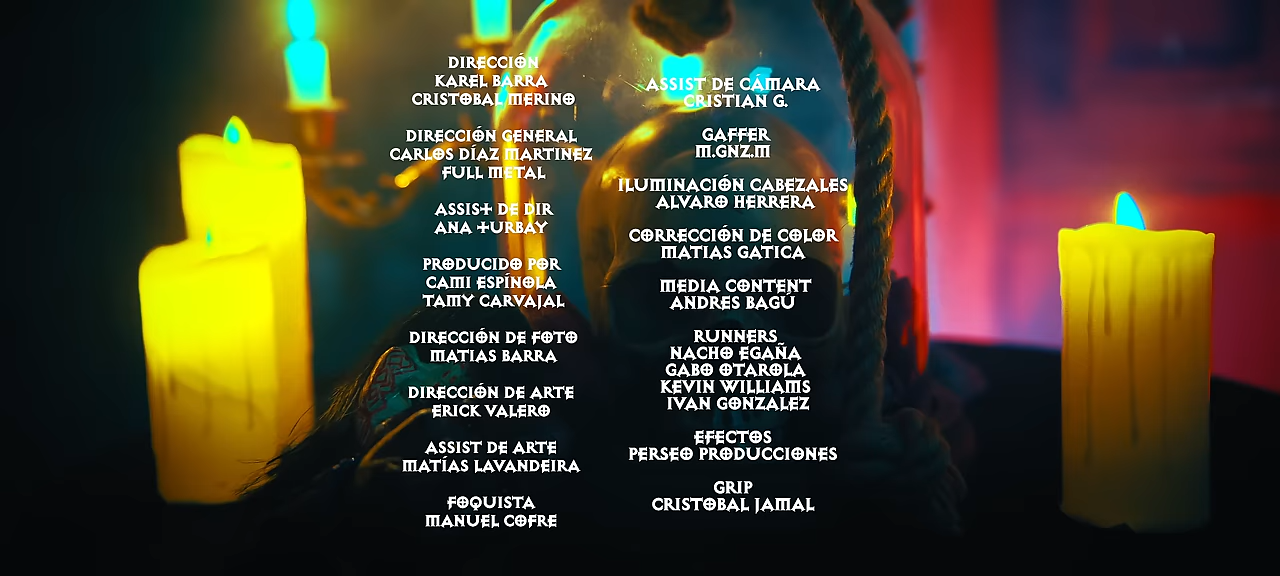 DIRECCIÓN
KAREL BARRA
CRISTOBAL MERINO
DIRECCIÓN GENERAL
CARLOS DÍAZ MARTINEZ
FULL METAL
ASSIST DE DIR
ANA TURBAY
PRODUCIDO POR
CAMI ESPÍNOLA
TAMY CARVAJAL
DIRECCIÓN DE FOTO
MATIAS BARRA
DIRECCIÓN DE ARTE
ERICK VALERO
ASSIST DE ARTE
MATÍAS LAVANDEIRA
FOQUISTA
MANUEL COFRE
ASSIST DE CÁMARA
CRISTIAN G.
GAFFER
M.GNZ.M
ILUMINACIÓN CABEZALES
ALVARO HERRERA
CORRECCIÓN DE COLOR
MATIAS GATICA
MEDIA CONTENT
ANDRES BAGÚ
RUNNERS
NACHO EGAÑA
GABO OTAROLA
KEVIN WILLIAMS
IVAN GONZALEZ
EFECTOS
PERSEO PRODUCCIONES
GRIP
CRISTOBAL JAMAL